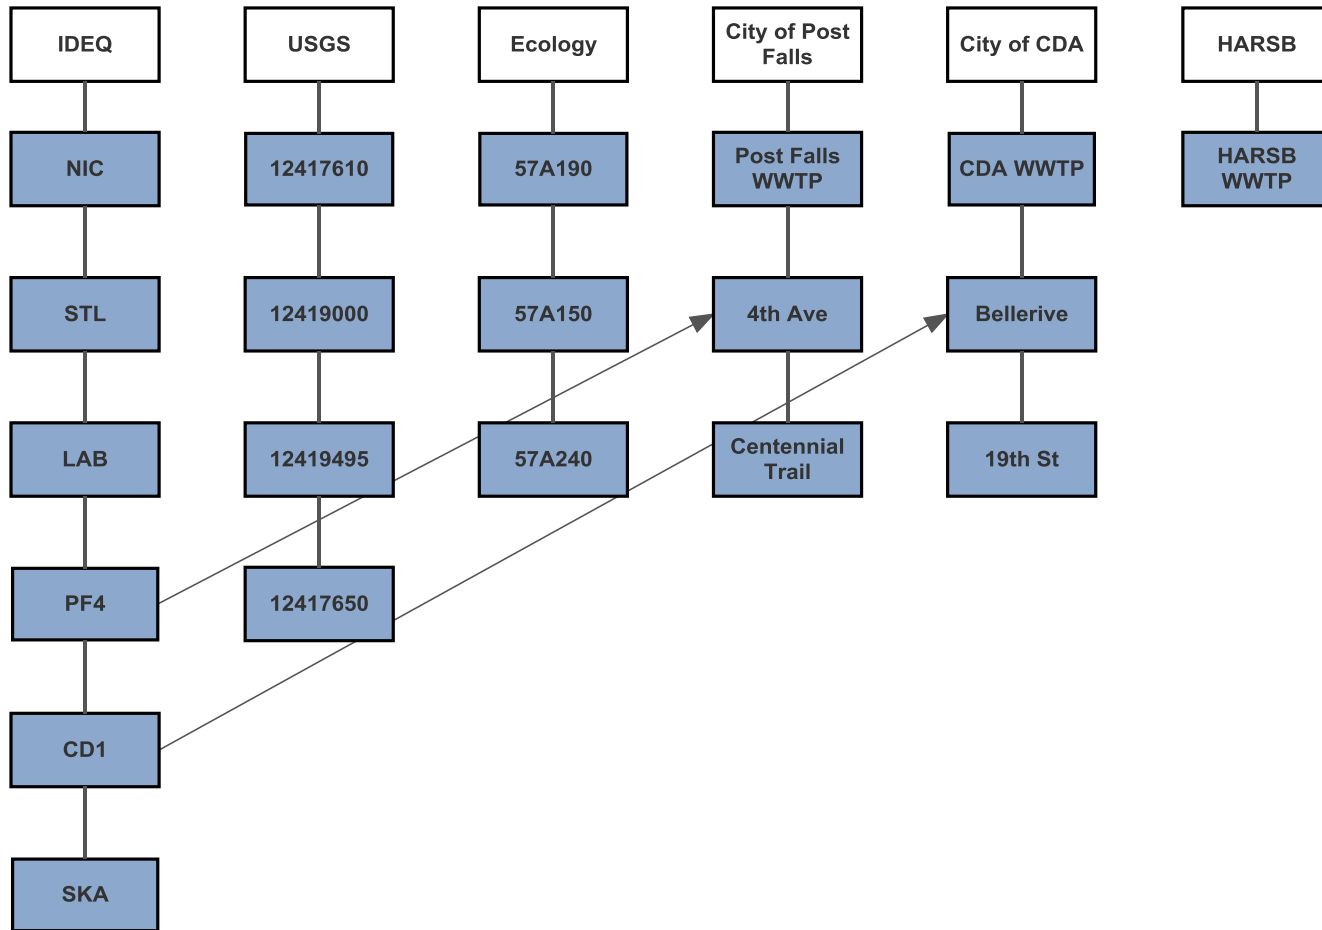 IDEQ
USGS
Ecology
City of Post
Falls
City of CDA
HARSB
NIC
12417610
57A190
Post Falls
WWTP
CDA WWTP
HARSB
WWTP
STL
12419000
57A150
4th Ave
Bellerive
LAB
12419495
57A240
Centennial
Trail
19th St
PF4
12417650
CD1
SKA